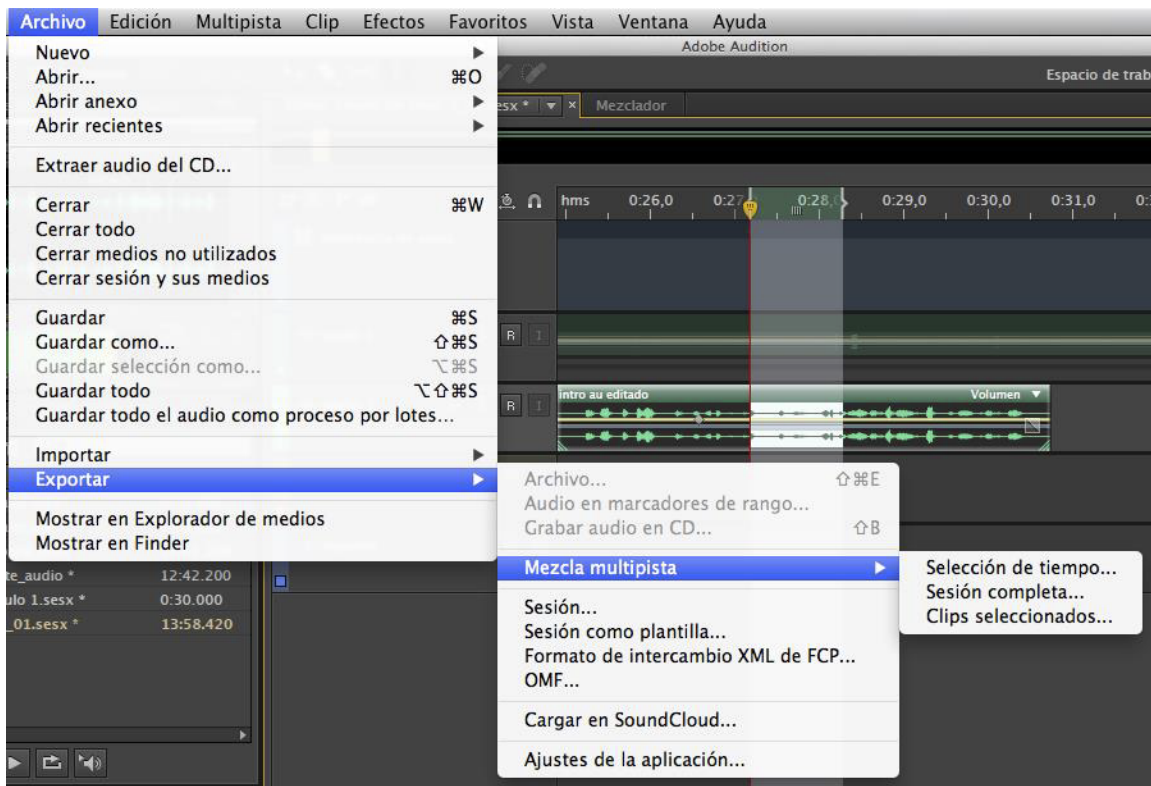 Archivo Edición Multipista Clip Efectos Favoritos Vista Ventana Ayuda
Adobe Audition
Espacio de trab
esx * Mezclador
Nuevo
Abrir... ⌘O
Abrir anexo
Abrir recientes
Extraer audio del CD...
Cerrar ⌘W
Cerrar todo
Cerrar medios no utilizados
Cerrar sesión y sus medios
Guardar ⌘S
Guardar como... ⇧⌘S
Guardar selección como... ⌥⌘S
Guardar todo ⌥⇧⌘S
Guardar todo el audio como proceso por lotes...
Importar
Exportar
Mostrar en Explorador de medios
Mostrar en Finder
hms 0:26,0 0:27 0:28,0 0:29,0 0:30,0 0:31,0 0:
R I
intro au editado Volumen
R I
Archivo... ⇧⌘E
Audio en marcadores de rango...
Grabar audio en CD... ⇧B
Mezcla multipista
Sesión...
Sesión como plantilla...
Formato de intercambio XML de FCP...
OMF...
Cargar en SoundCloud...
Ajustes de la aplicación...
Selección de tiempo...
Sesión completa...
Clips seleccionados...
te_audio * 12:42.200
ulo 1.sesx * 0:30.000
_01.sesx * 13:58.420